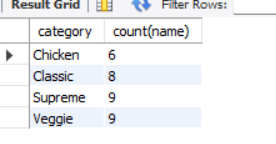 Result Grid Filter Rows:
category count(name)
Chicken 6
Classic 8
Supreme 9
Veggie 9